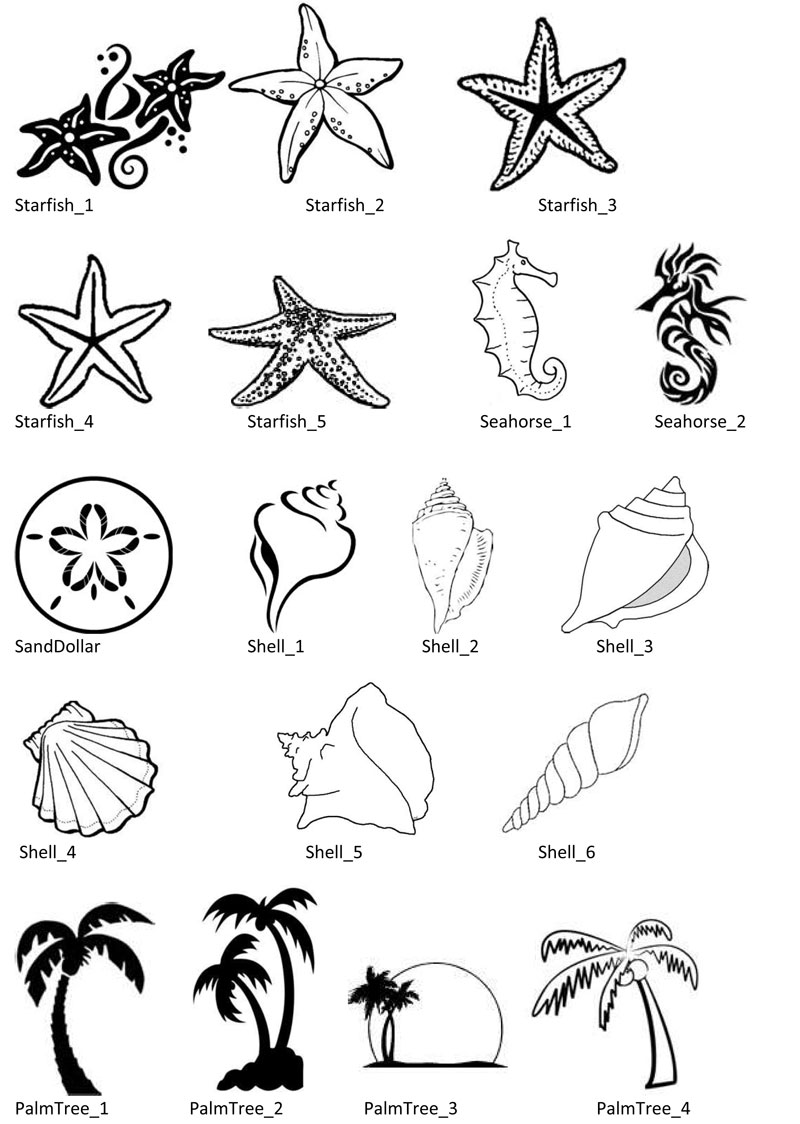 Starfish_1 Starfish_2 Starfish_3
Starfish_4 Starfish_5 Seahorse_1 Seahorse_2
SandDollar Shell_1 Shell_2 Shell_3
Shell_4 Shell_5 Shell_6
PalmTree_1 PalmTree_2 PalmTree_3 PalmTree_4